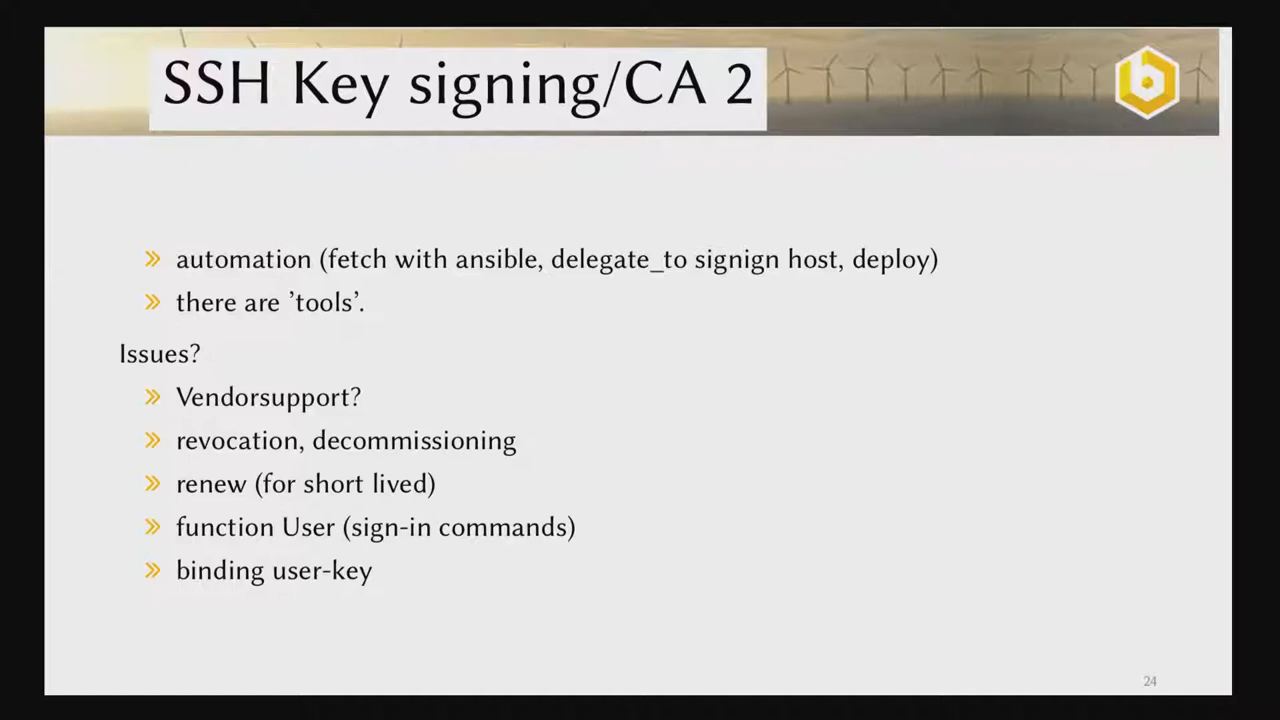 SSH Key signing/CA 2
» automation (fetch with ansible, delegate_to signign host, deploy)
» there are ’tools’.
Issues?
» Vendorsupport?
» revocation, decommissioning
» renew (for short lived)
» function User (sign-in commands)
» binding user-key
24